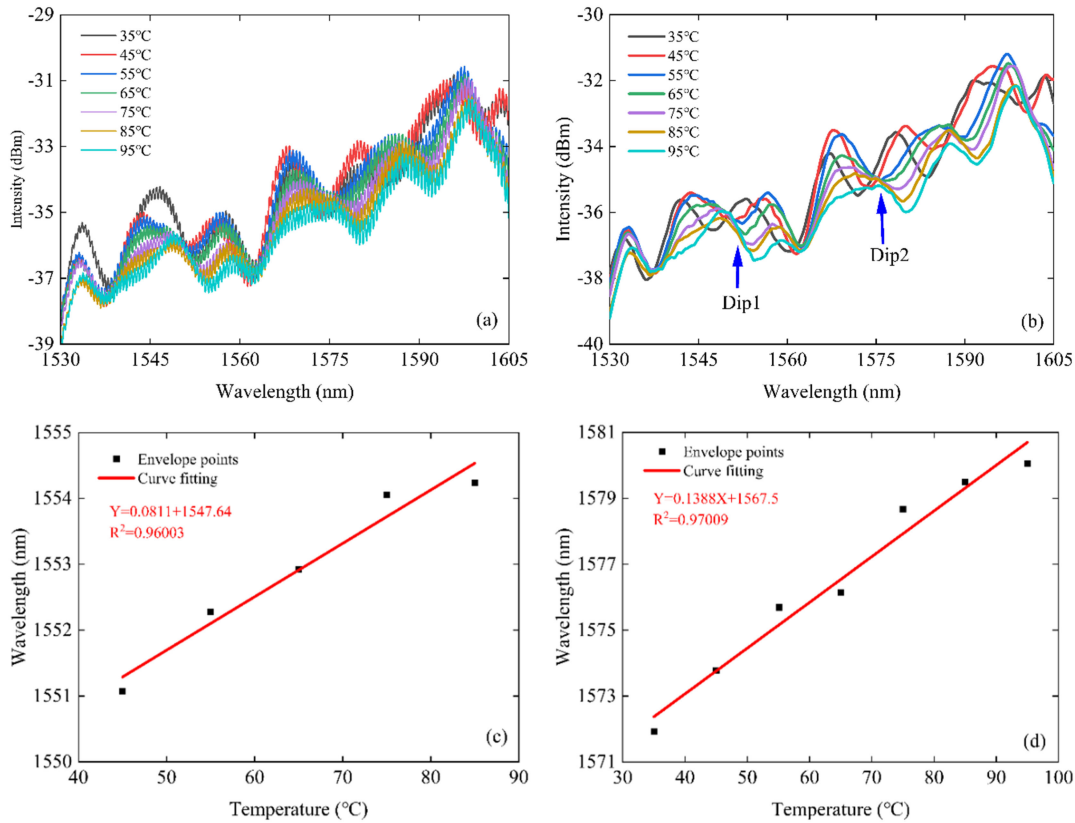 -29
-31
-33
-35
-37
-39
Intensity (dBm)
35℃
45℃
55℃
65℃
75℃
85℃
95℃
(a)
1530 1545 1560 1575 1590 1605
Wavelength (nm)
-30
-32
-34
-36
-38
-40
Intensity (dBm)
35℃
45℃
55℃
65℃
75℃
85℃
95℃
Dip1
Dip2
(b)
1530 1545 1560 1575 1590 1605
Wavelength (nm)
1555
1554
1553
1552
1551
1550
Wavelength (nm)
Envelope points
Curve fitting
Y=0.0811+1547.64
R²=0.96003
(c)
40 50 60 70 80 90
Temperature (℃)
1581
1579
1577
1575
1573
1571
Wavelength (nm)
Envelope points
Curve fitting
Y=0.1388X+1567.5
R²=0.97009
(d)
30 40 50 60 70 80 90 100
Temperature (℃)